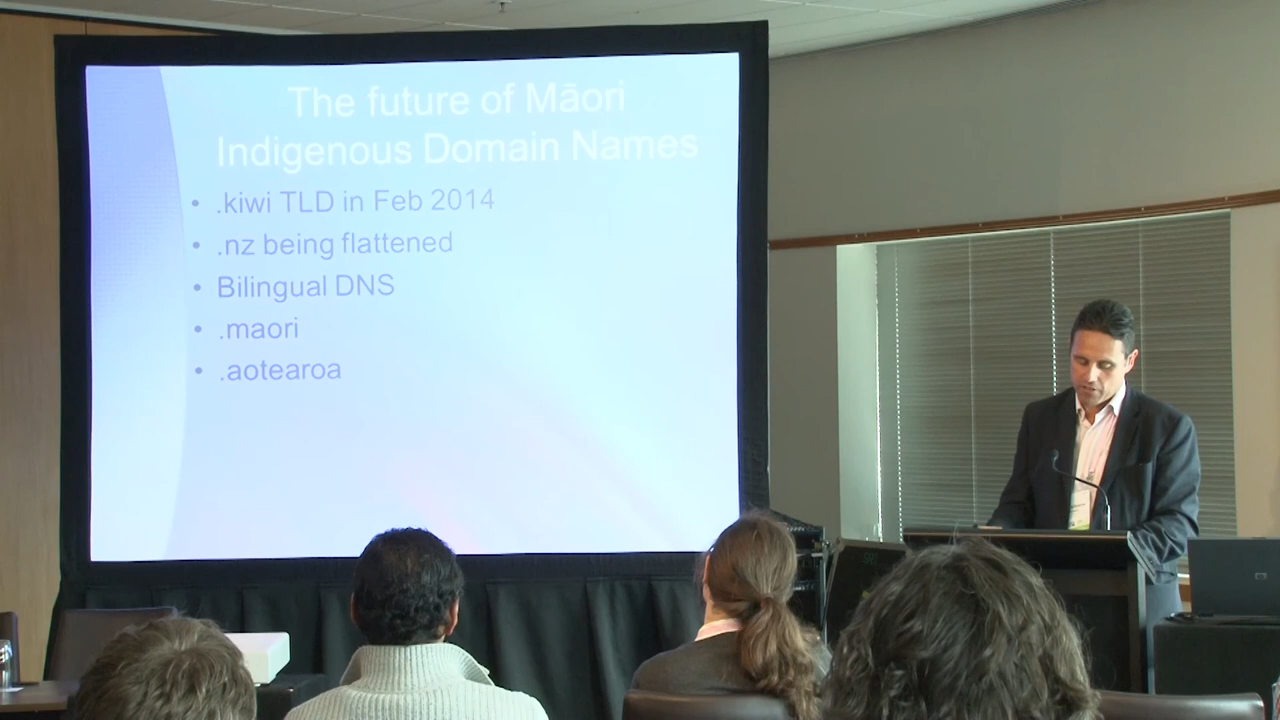 The future of Māori
Indigenous Domain Names
• .kiwi TLD in Feb 2014
• .nz being flattened
• Bilingual DNS
• .maori
• .aotearoa